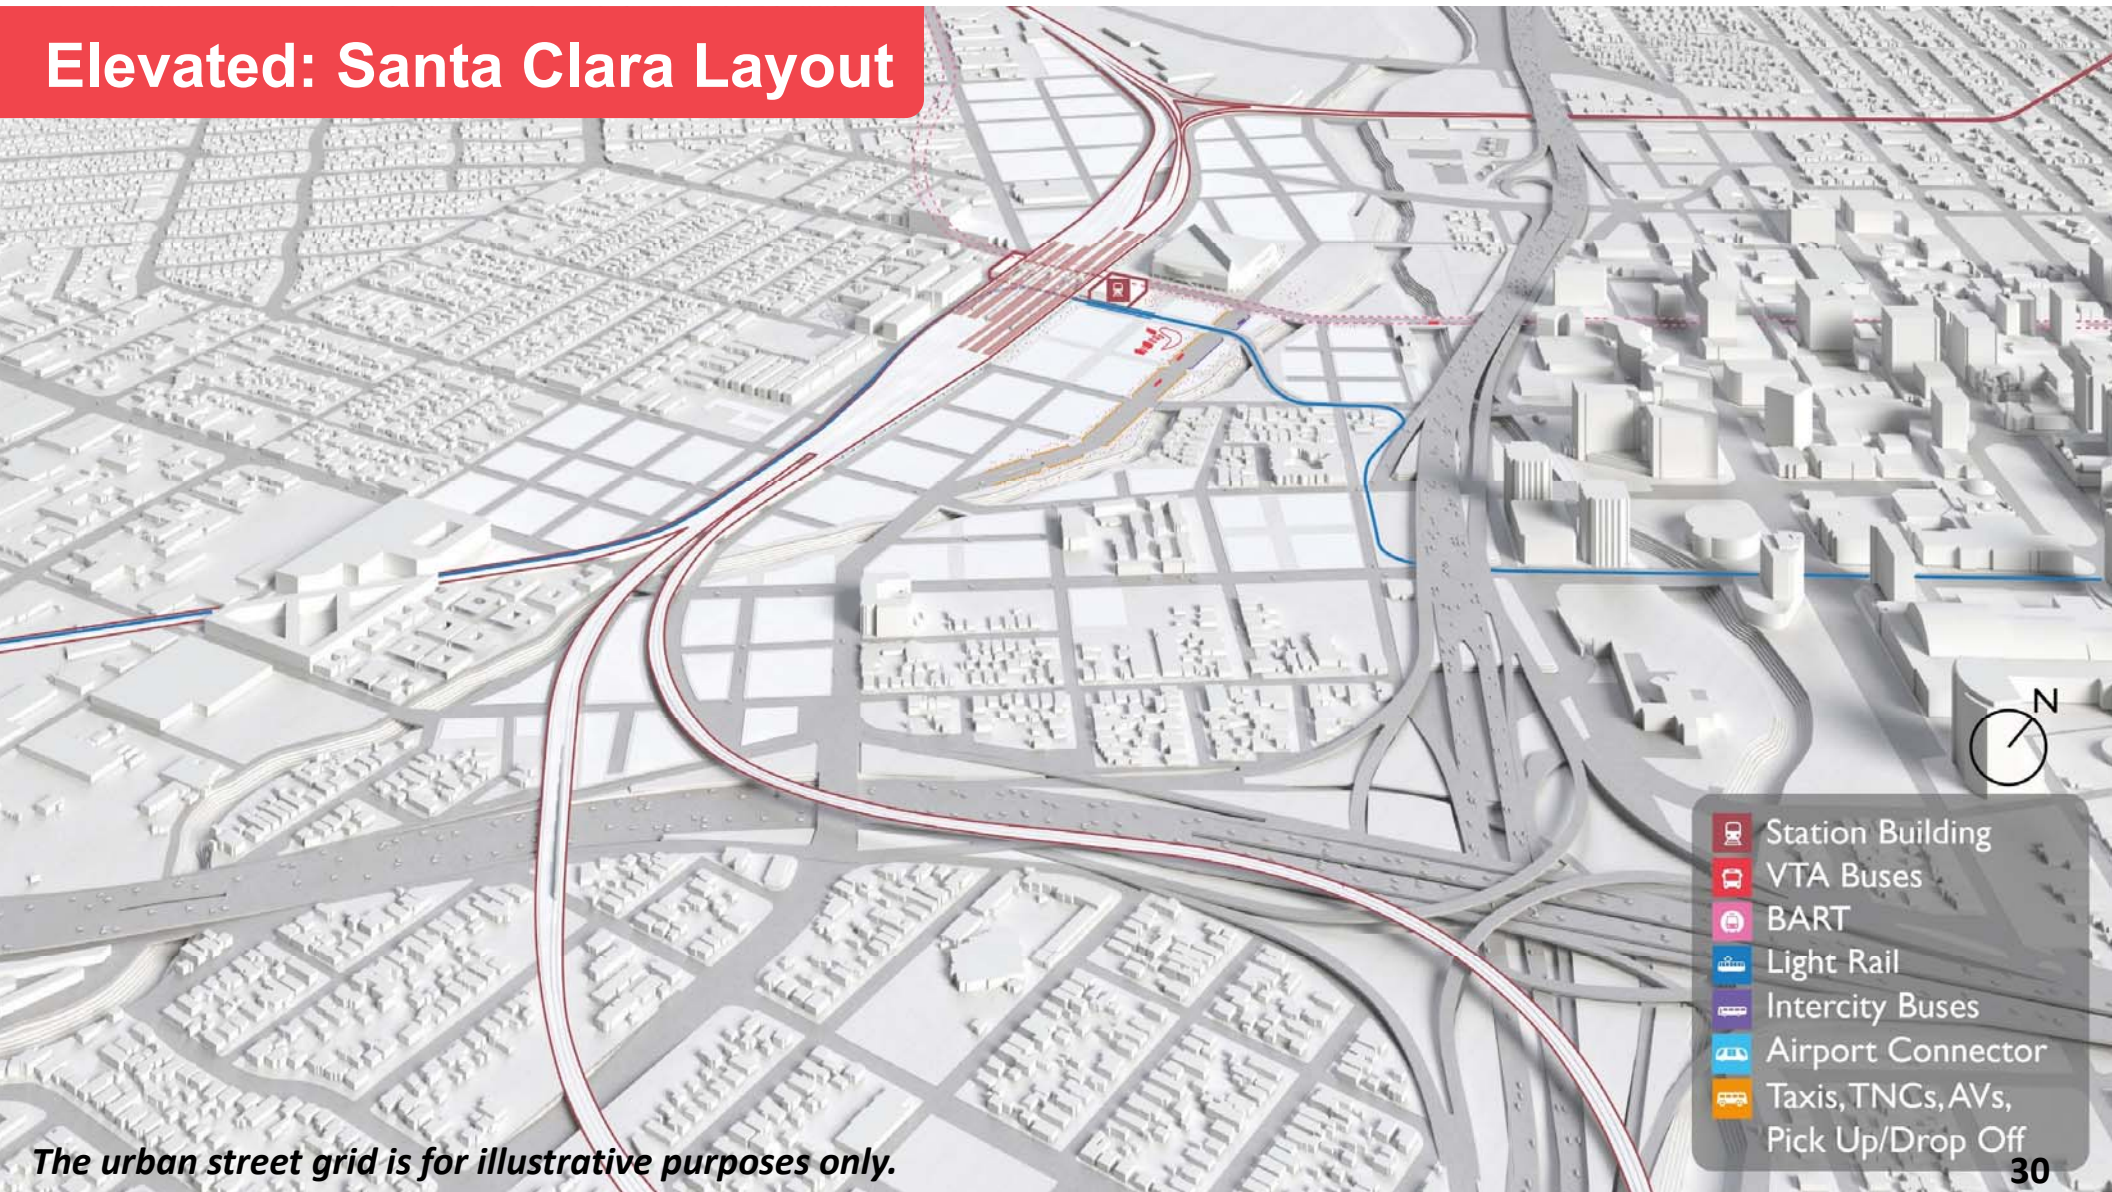 Elevated: Santa Clara Layout
N
Station Building
VTA Buses
BART
Light Rail
Intercity Buses
Airport Connector
Taxis, TNCs, AVs,
Pick Up/Drop Off
The urban street grid is for illustrative purposes only.
30